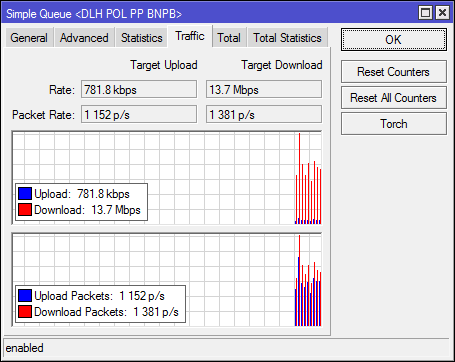 Simple Queue <DLH POL PP BNPB>
General Advanced Statistics Traffic Total Total Statistics
Target Upload Target Download
Rate: 781.8 kbps 13.7 Mbps
Packet Rate: 1 152 p/s 1 381 p/s
Upload: 781.8 kbps
Download: 13.7 Mbps
Upload Packets: 1 152 p/s
Download Packets: 1 381 p/s
OK
Reset Counters
Reset All Counters
Torch
enabled